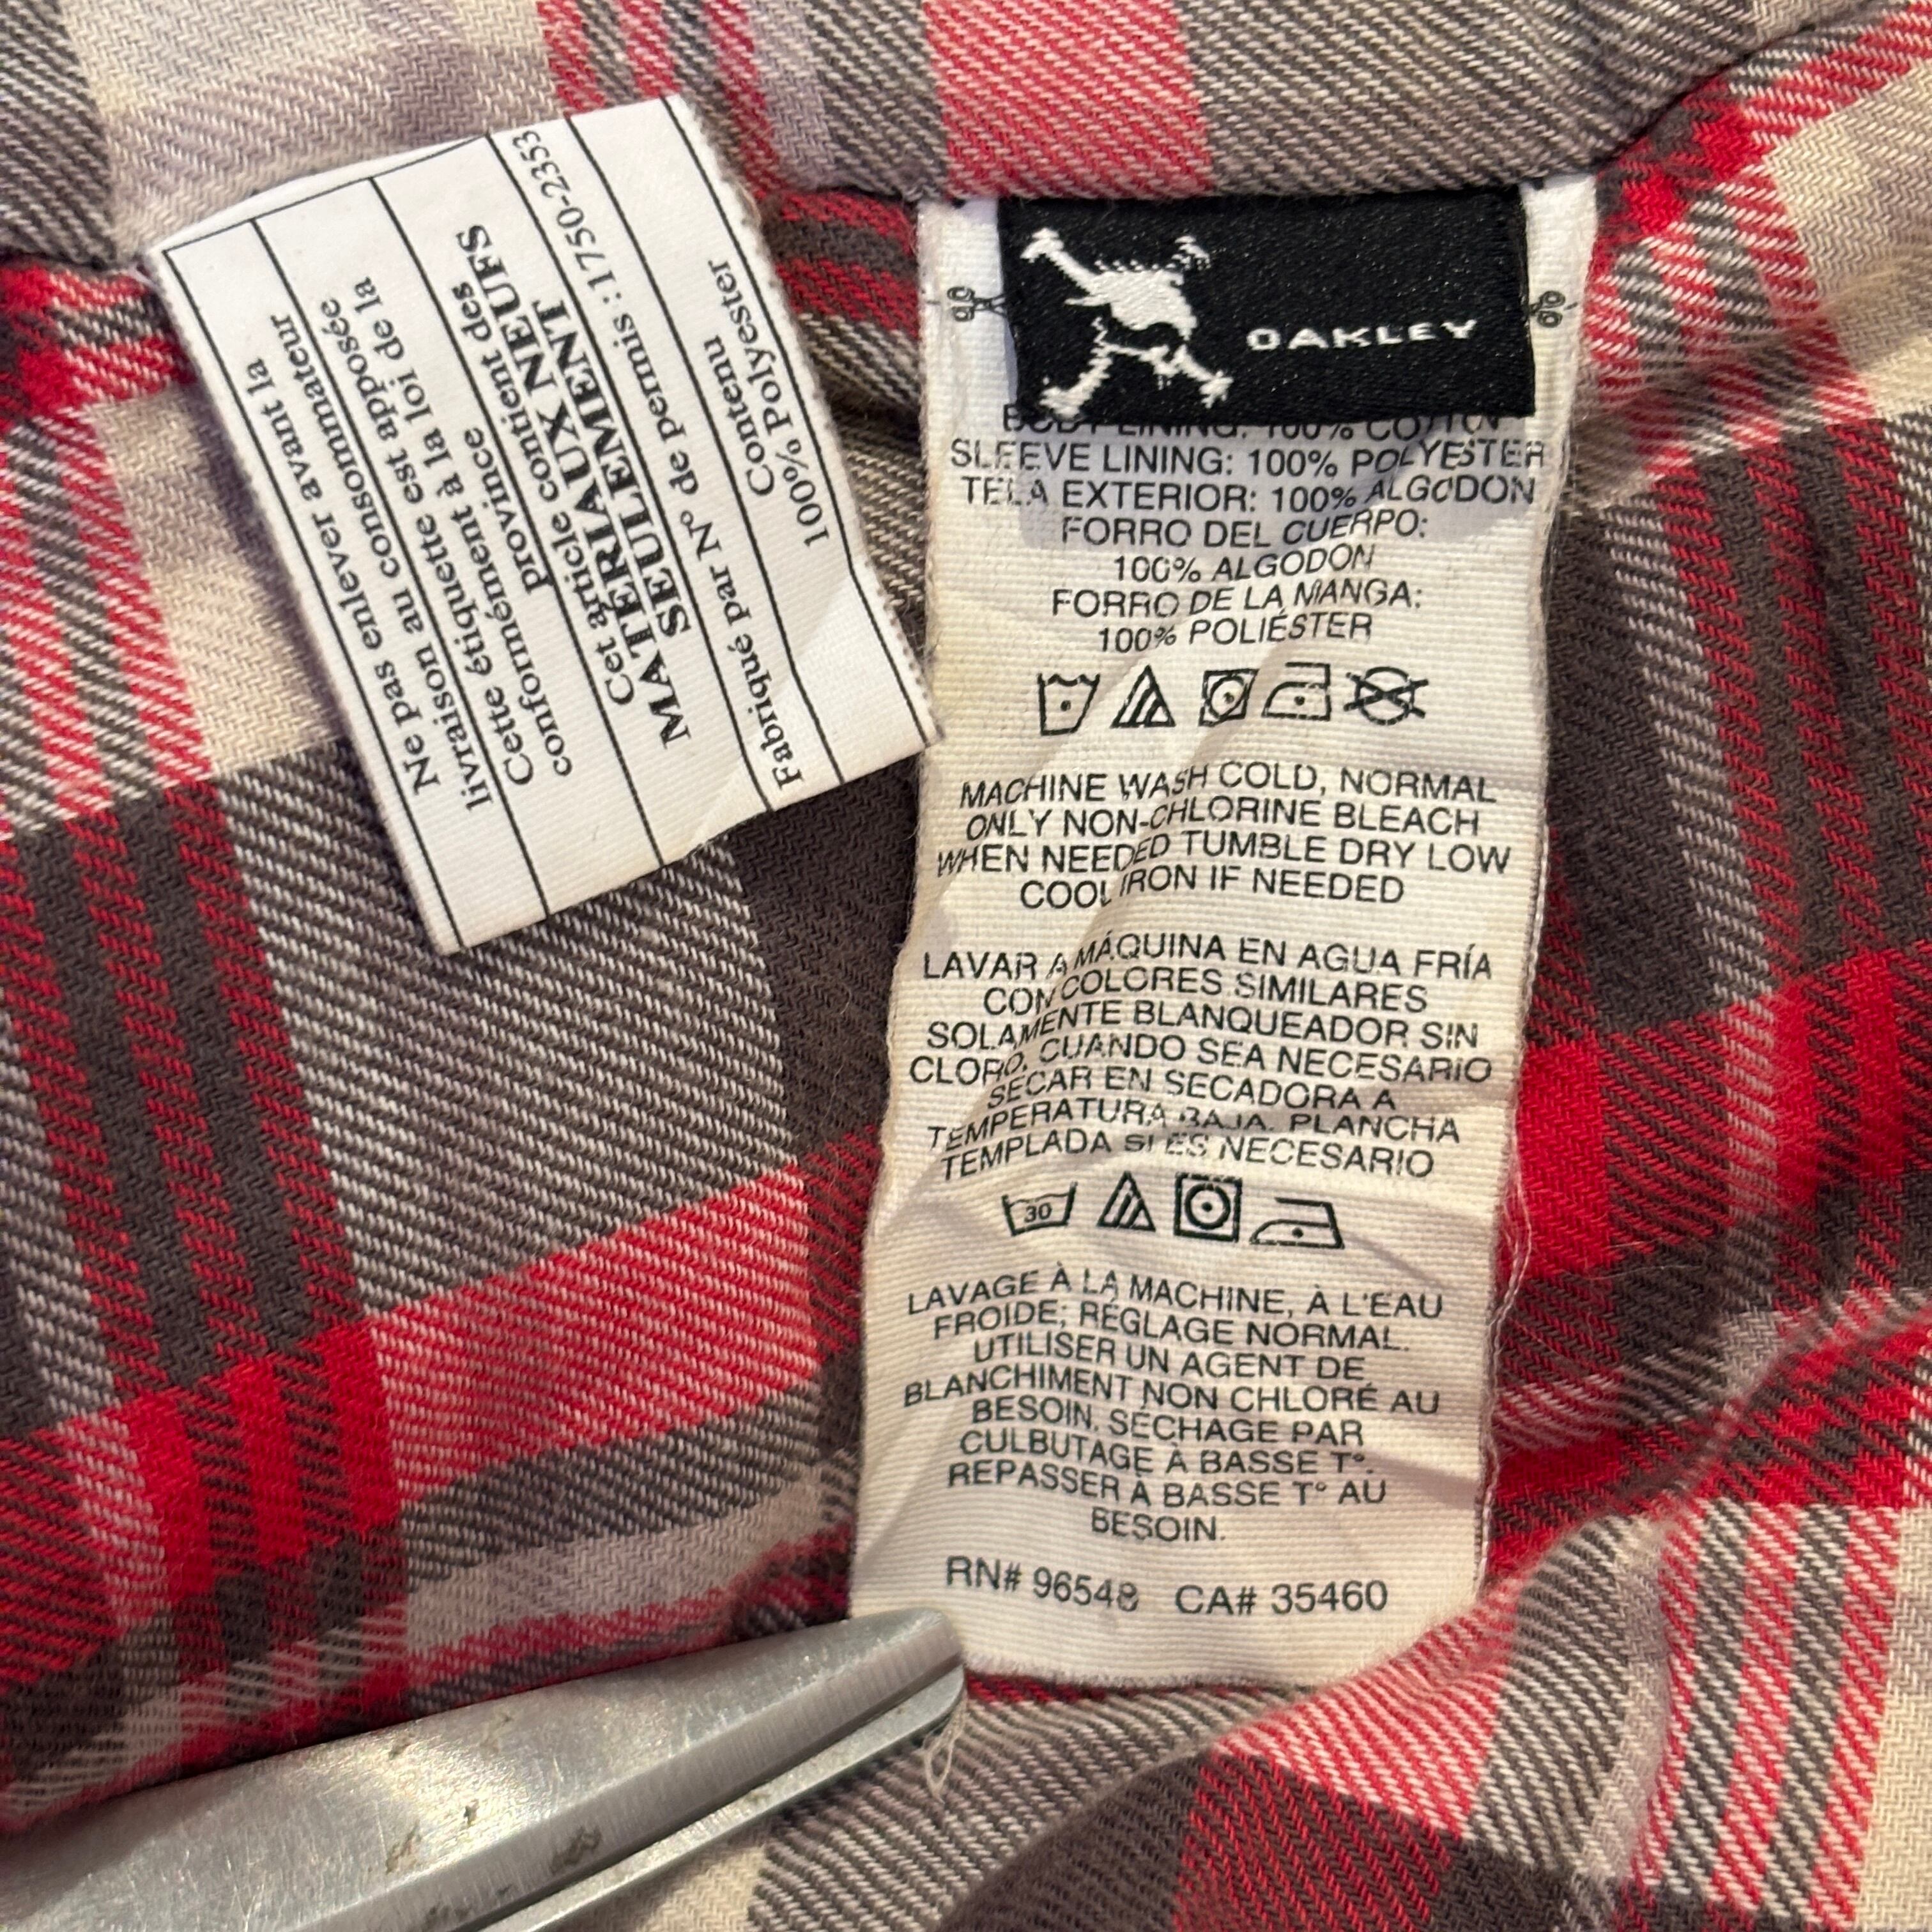 Ne pas enlever avant la
livraison au consommateur
Cette étiquette est apposée
conformément à la loi de la
province
Cet article contient des
MATERIAUX NEUFS
SEULEMENT
Fabriqué par N° de permis : 1750-2353
Contenu
100% Polyester
OAKLEY
BODY LINING: 100% COTTON
SLEEVE LINING: 100% POLYESTER
TELA EXTERIOR: 100% ALGODON
FORRO DEL CUERPO:
100% ALGODON
FORRO DE LA MANGA:
100% POLIÉSTER
MACHINE WASH COLD, NORMAL
ONLY NON-CHLORINE BLEACH
WHEN NEEDED TUMBLE DRY LOW
COOL IRON IF NEEDED
LAVAR A MÁQUINA EN AGUA FRÍA
CON COLORES SIMILARES
SOLAMENTE BLANQUEADOR SIN
CLORO, CUANDO SEA NECESARIO
SECAR EN SECADORA A
TEMPERATURA BAJA. PLANCHA
TEMPLADA SI ES NECESARIO
30
LAVAGE À LA MACHINE, À L'EAU
FROIDE; RÉGLAGE NORMAL.
UTILISER UN AGENT DE
BLANCHIMENT NON CHLORÉ AU
BESOIN. SÉCHAGE PAR
CULBUTAGE À BASSE T°.
REPASSER À BASSE T° AU
BESOIN.
RN# 96548 CA# 35460